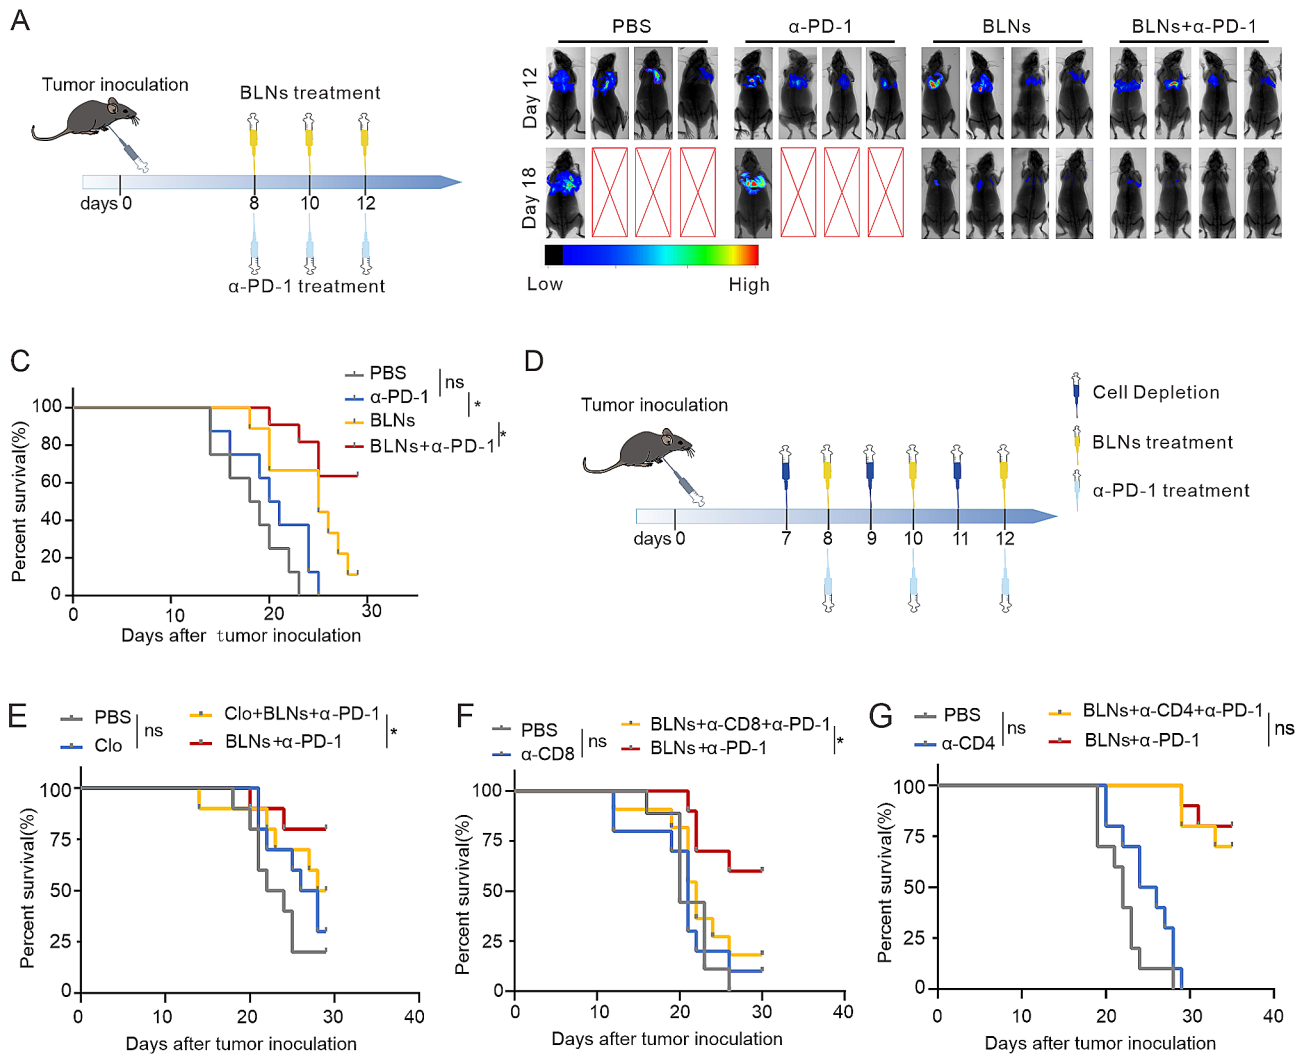 A
Tumor inoculation
BLNs treatment
days 0 8 10 12
α-PD-1 treatment
PBS α-PD-1 BLNs BLNs+α-PD-1
Day 12
Day 18
Low High
C
PBS
α-PD-1
BLNs
BLNs+α-PD-1
ns
*
*
Percent survival(%)
100
80
60
40
20
0
0 10 20 30
Days after tumor inoculation
D
Tumor inoculation
days 0 7 8 9 10 11 12
Cell Depletion
BLNs treatment
α-PD-1 treatment
E
PBS
Clo
ns
Clo+BLNs+α-PD-1
BLNs+α-PD-1
*
Percent survival(%)
100
75
50
25
0
0 10 20 30 40
Days after tumor inoculation
F
PBS
α-CD8
ns
BLNs+α-CD8+α-PD-1
BLNs+α-PD-1
*
Percent survival(%)
100
75
50
25
0
0 10 20 30 40
Days after tumor inoculation
G
PBS
α-CD4
ns
BLNs+α-CD4+α-PD-1
BLNs+α-PD-1
ns
Percent survival(%)
100
75
50
25
0
0 10 20 30 40
Days after tumor inoculation